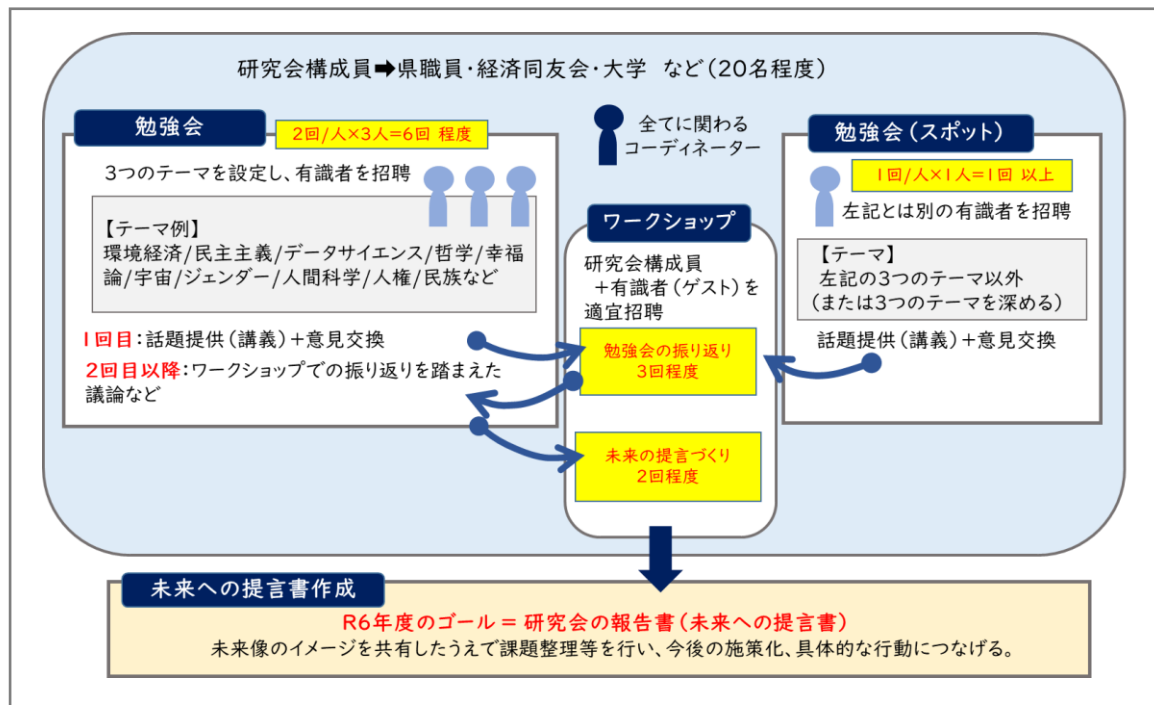 研究会構成員➡県職員・経済同友会・大学 など(20名程度)
勉強会
2回/人×3人=6回 程度
3つのテーマを設定し、有識者を招聘
【テーマ例】
環境経済/民主主義/データサイエンス/哲学/幸福
論/宇宙/ジェンダー/人間科学/人権/民族など
1回目:話題提供(講義)+意見交換
2回目以降:ワークショップでの振り返りを踏まえた
議論など
全てに関わる
コーディネーター
ワークショップ
研究会構成員
+有識者(ゲスト)を
適宜招聘
勉強会の振り返り
3回程度
未来の提言づくり
2回程度
勉強会(スポット)
1回/人×1人=1回 以上
左記とは別の有識者を招聘
【テーマ】
左記の3つのテーマ以外
(または3つのテーマを深める)
話題提供(講義)+意見交換
未来への提言書作成
R6年度のゴール = 研究会の報告書(未来への提言書)
未来像のイメージを共有したうえで課題整理等を行い、今後の施策化、具体的な行動につなげる。